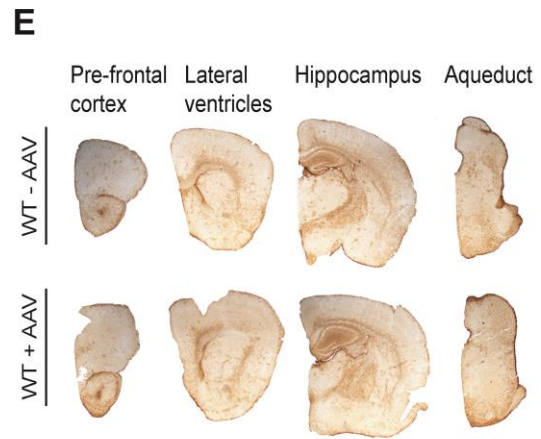 E
Pre-frontal
cortex
Lateral
ventricles
Hippocampus
Aqueduct
WT - AAV
WT + AAV